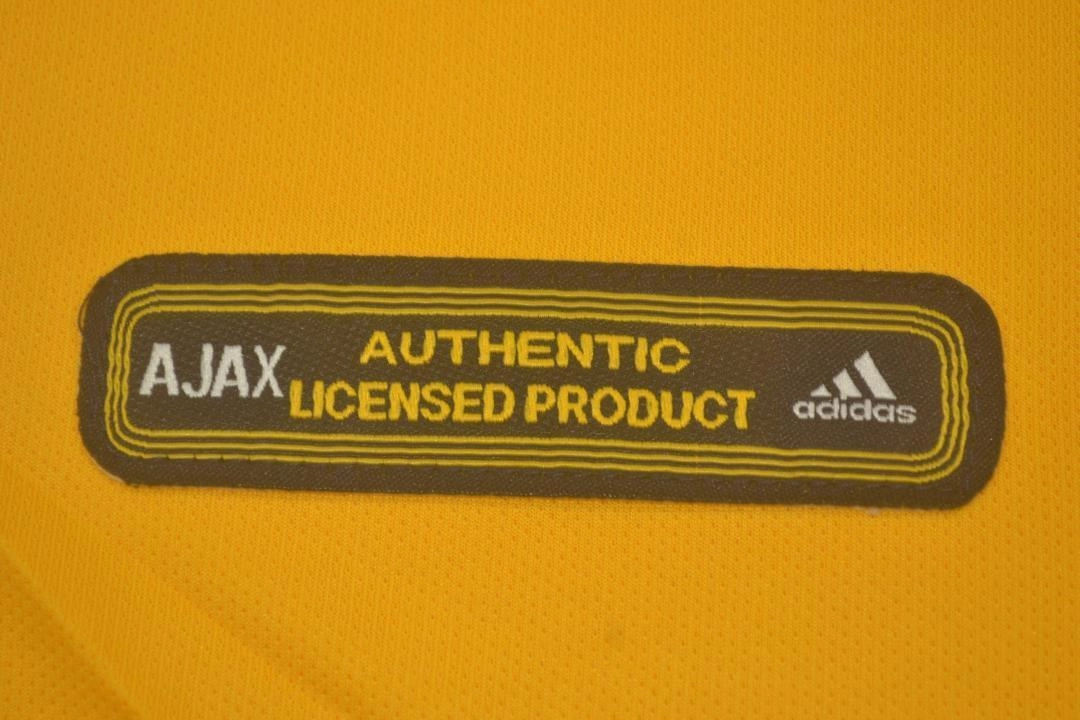 AJAX
AUTHENTIC
LICENSED PRODUCT
adidas